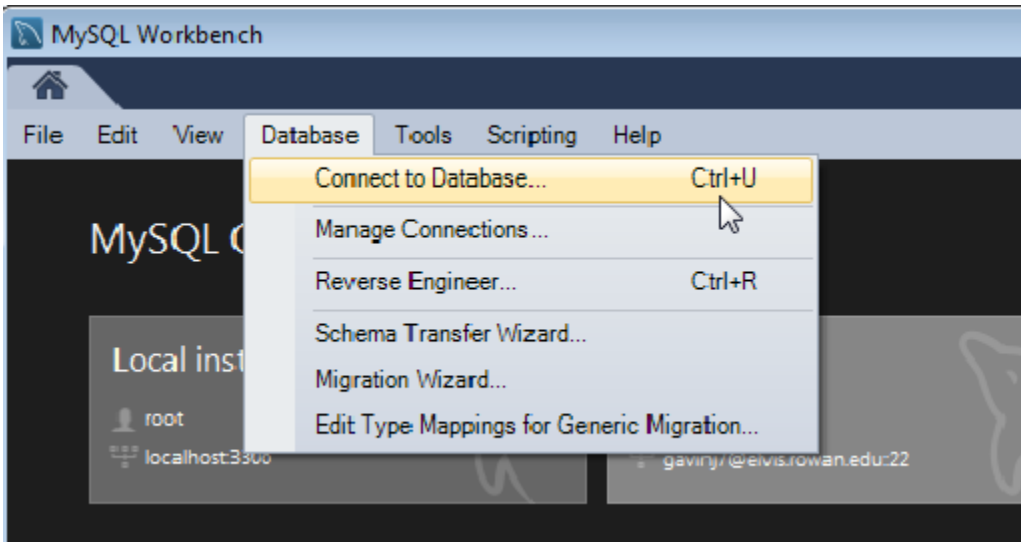 MySQL Workbench
File Edit View Database Tools Scripting Help
Connect to Database... Ctrl+U
Manage Connections...
Reverse Engineer... Ctrl+R
Schema Transfer Wizard...
Migration Wizard...
Edit Type Mappings for Generic Migration...
MySQL
Local inst
root
localhost:3306
gavinj7@elvis.rowan.edu:22